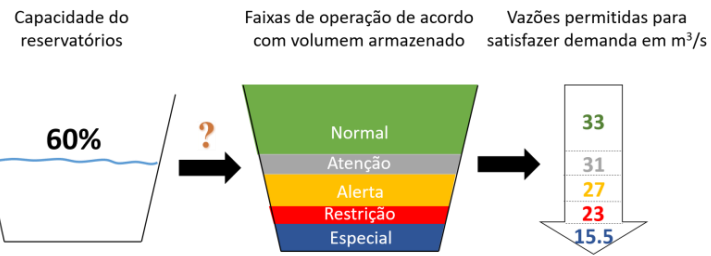 Capacidade do
reservatórios
Faixas de operação de acordo
com volumem armazenado
Vazões permitidas para
satisfazer demanda em m³/s
60%
?
Normal
Atenção
Alerta
Restrição
Especial
33
31
27
23
15.5